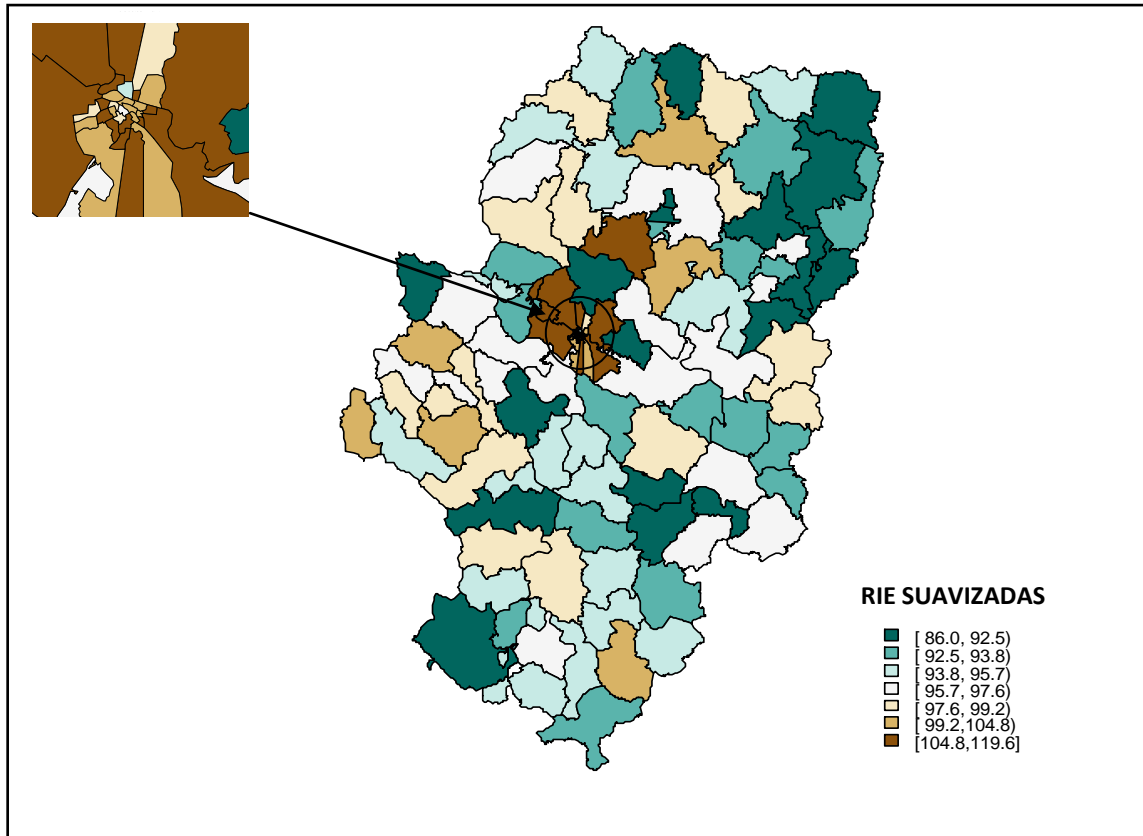 RIE SUAVIZADAS
[ 86.0, 92.5)
[ 92.5, 93.8)
[ 93.8, 95.7)
[ 95.7, 97.6)
[ 97.6, 99.2)
[ 99.2,104.8)
[104.8,119.6]